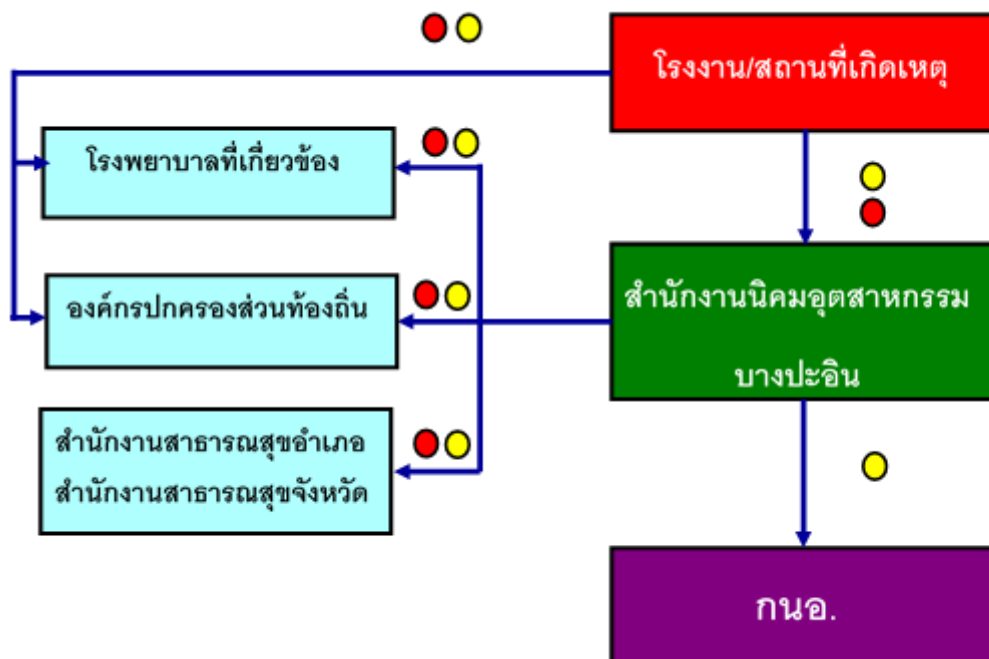 โรงงาน/สถานที่เกิดเหตุ
โรงพยาบาลที่เกี่ยวข้อง
องค์กรปกครองส่วนท้องถิ่น
สำนักงานนิคมอุตสาหกรรม
บางปะอิน
สำนักงานสาธารณสุขอำเภอ
สำนักงานสาธารณสุขจังหวัด
กนอ.